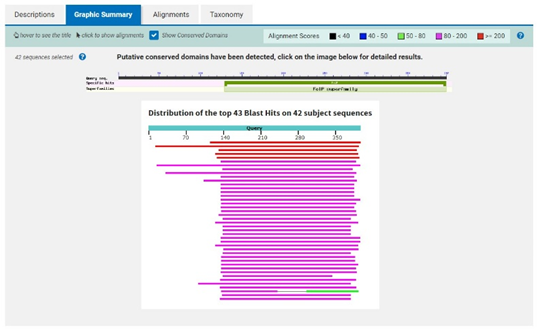 Descriptions Graphic Summary Alignments Taxonomy
hover to see the title click to show alignments Show Conserved Domains ? Alignment Scores < 40 40 - 50 50 - 80 80 - 200 >= 200 ?
42 sequences selected ? Putative conserved domains have been detected, click on the image below for detailed results.
Query seq.
Specific hits
Superfamilies FolP superfamily
Distribution of the top 43 Blast Hits on 42 subject sequences
Query
1 70 140 210 280 350